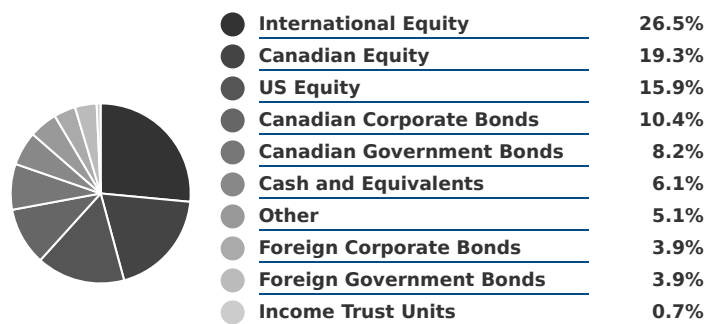 International Equity 26.5%
Canadian Equity 19.3%
US Equity 15.9%
Canadian Corporate Bonds 10.4%
Canadian Government Bonds 8.2%
Cash and Equivalents 6.1%
Other 5.1%
Foreign Corporate Bonds 3.9%
Foreign Government Bonds 3.9%
Income Trust Units 0.7%